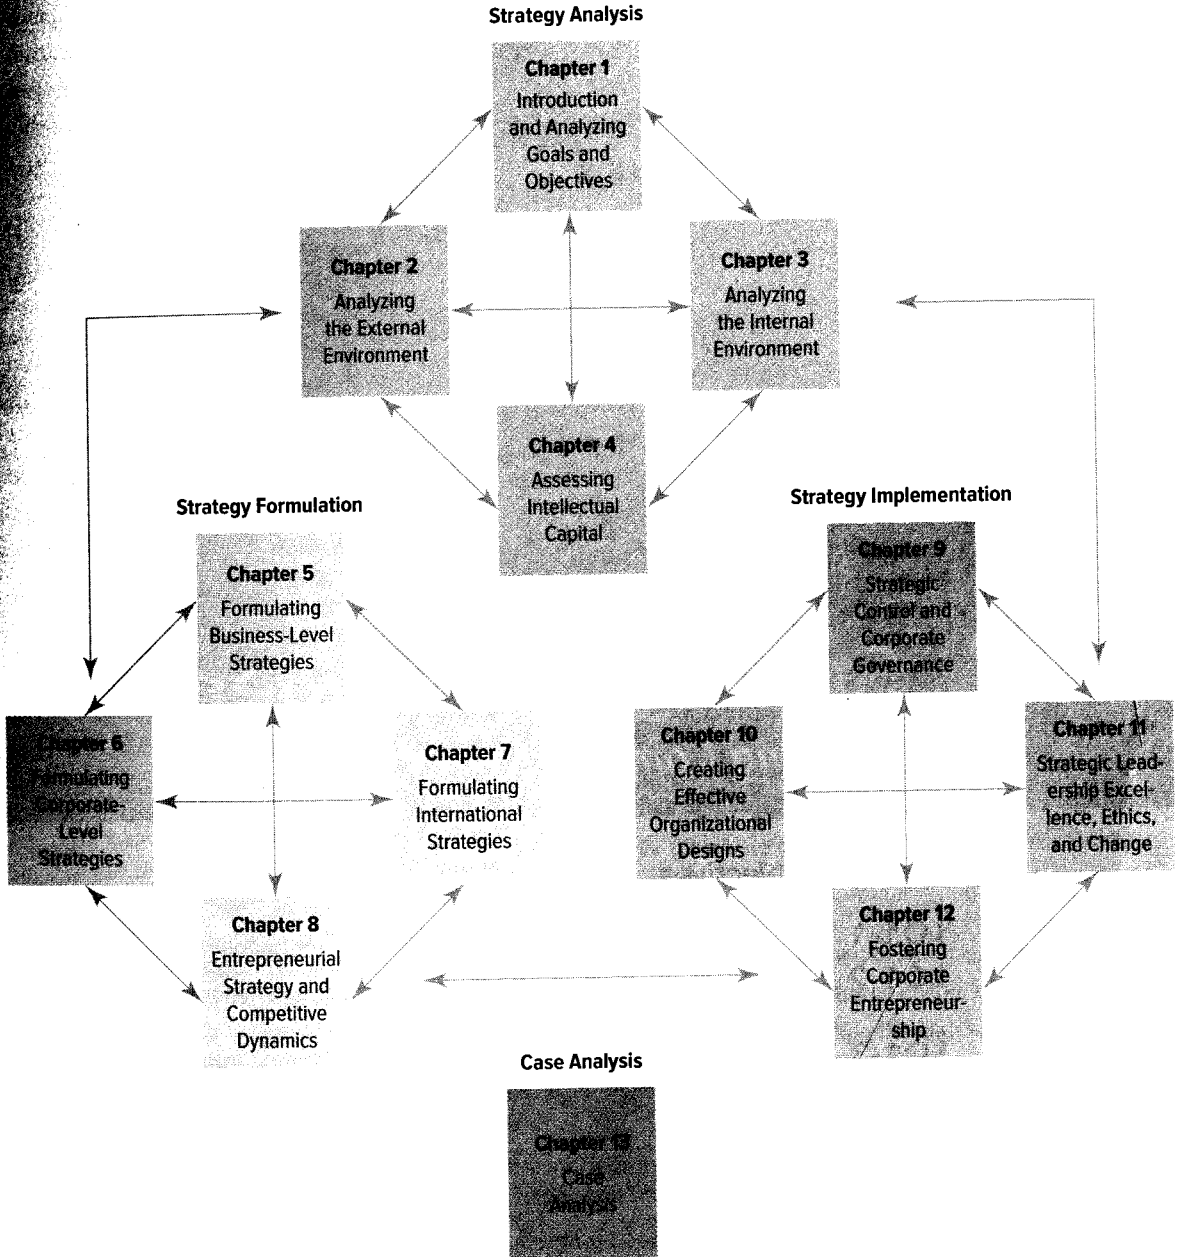 Strategy Analysis
Chapter 1
Introduction
and Analyzing
Goals and
Objectives
Chapter 2
Analyzing
the External
Environment
Chapter 3
Analyzing
the Internal
Environment
Chapter 4
Assessing
Intellectual
Capital
Strategy Formulation
Chapter 5
Formulating
Business-Level
Strategies
Chapter 6
Formulating
Corporate-
Level
Strategies
Chapter 7
Formulating
International
Strategies
Chapter 8
Entrepreneurial
Strategy and
Competitive
Dynamics
Strategy Implementation
Chapter 9
Strategic
Control and
Corporate
Governance
Chapter 10
Creating
Effective
Organizational
Designs
Chapter 11
Strategic Lead-
ership Excel-
lence, Ethics,
and Change
Chapter 12
Fostering
Corporate
Entrepreneur-
ship
Case Analysis
Chapter 13
Case
Analysis